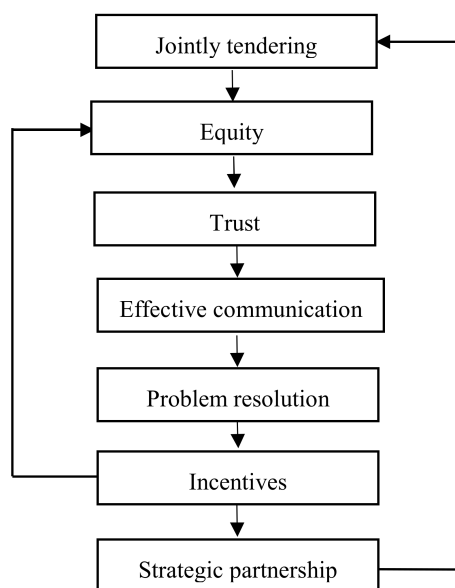 Jointly tendering
Equity
Trust
Effective communication
Problem resolution
Incentives
Strategic partnership